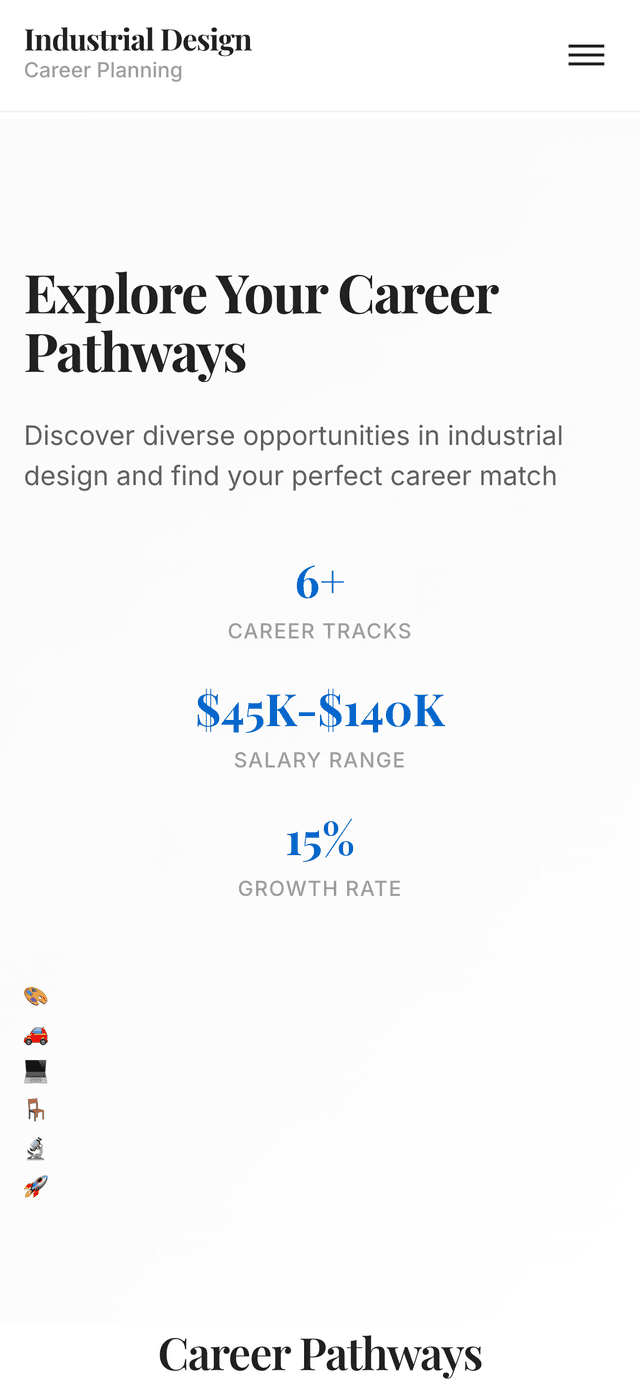 Industrial Design
Career Planning
Explore Your Career
Pathways
Discover diverse opportunities in industrial
design and find your perfect career match
6+
CAREER TRACKS
$45K-$140K
SALARY RANGE
15%
GROWTH RATE
Career Pathways